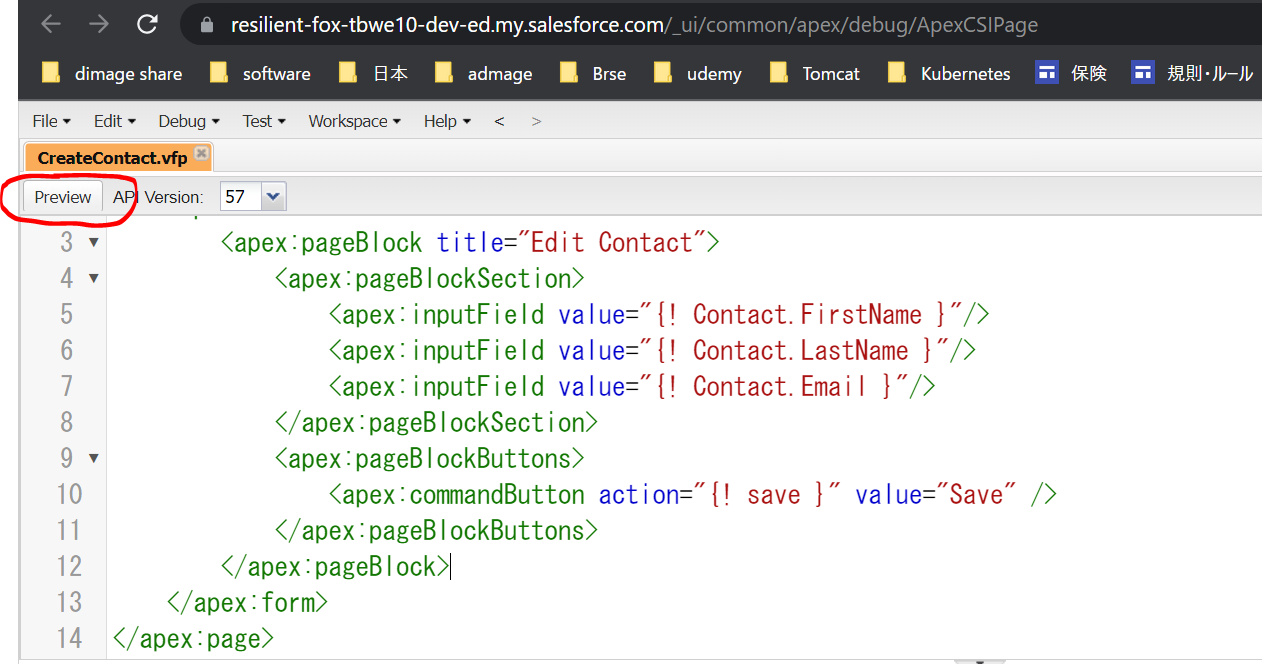 resilient-fox-tbwe10-dev-ed.my.salesforce.com/_ui/common/apex/debug/ApexCSIPage
dimage share software 日本 admage Brse udemy Tomcat Kubernetes 保険 規則・ルール
File Edit Debug Test Workspace Help < >
CreateContact.vfp
Preview API Version: 57
3 <apex:pageBlock title="Edit Contact">
4 <apex:pageBlockSection>
5 <apex:inputField value="{! Contact.FirstName }"/>
6 <apex:inputField value="{! Contact.LastName }"/>
7 <apex:inputField value="{! Contact.Email }"/>
8 </apex:pageBlockSection>
9 <apex:pageBlockButtons>
10 <apex:commandButton action="{! save }" value="Save" />
11 </apex:pageBlockButtons>
12 </apex:pageBlock>
13 </apex:form>
14 </apex:page>